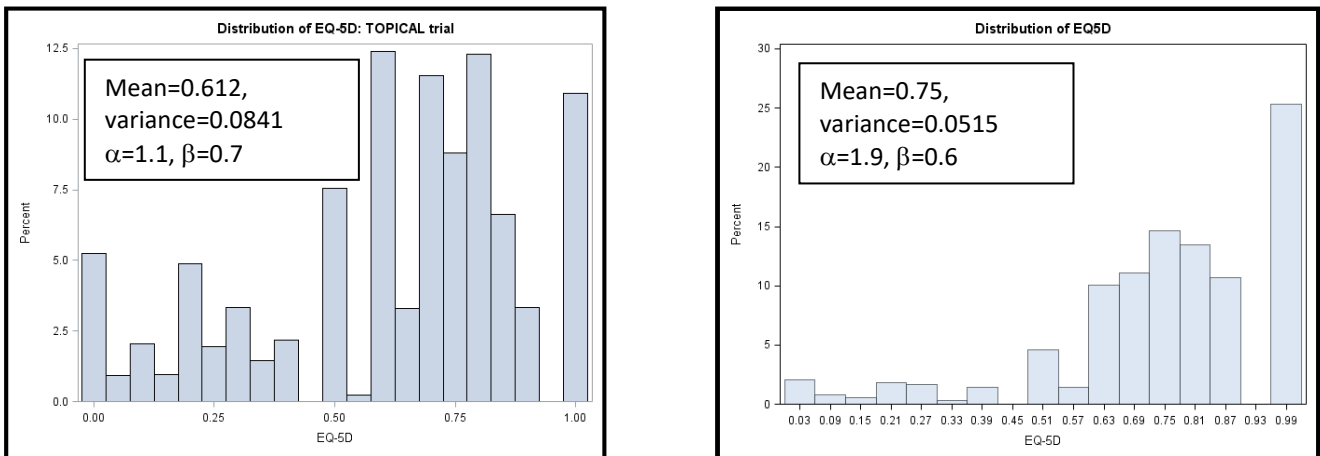 Distribution of EQ-5D: TOPICAL trial
12.5
10.0
7.5
5.0
2.5
0.0
Percent
Mean=0.612,
variance=0.0841
α=1.1, β=0.7
0.00 0.25 0.50 0.75 1.00
EQ-5D
Distribution of EQ5D
30
25
20
15
10
5
0
Percent
Mean=0.75,
variance=0.0515
α=1.9, β=0.6
0.03 0.09 0.15 0.21 0.27 0.33 0.39 0.45 0.51 0.57 0.63 0.69 0.75 0.81 0.87 0.93 0.99
EQ-5D